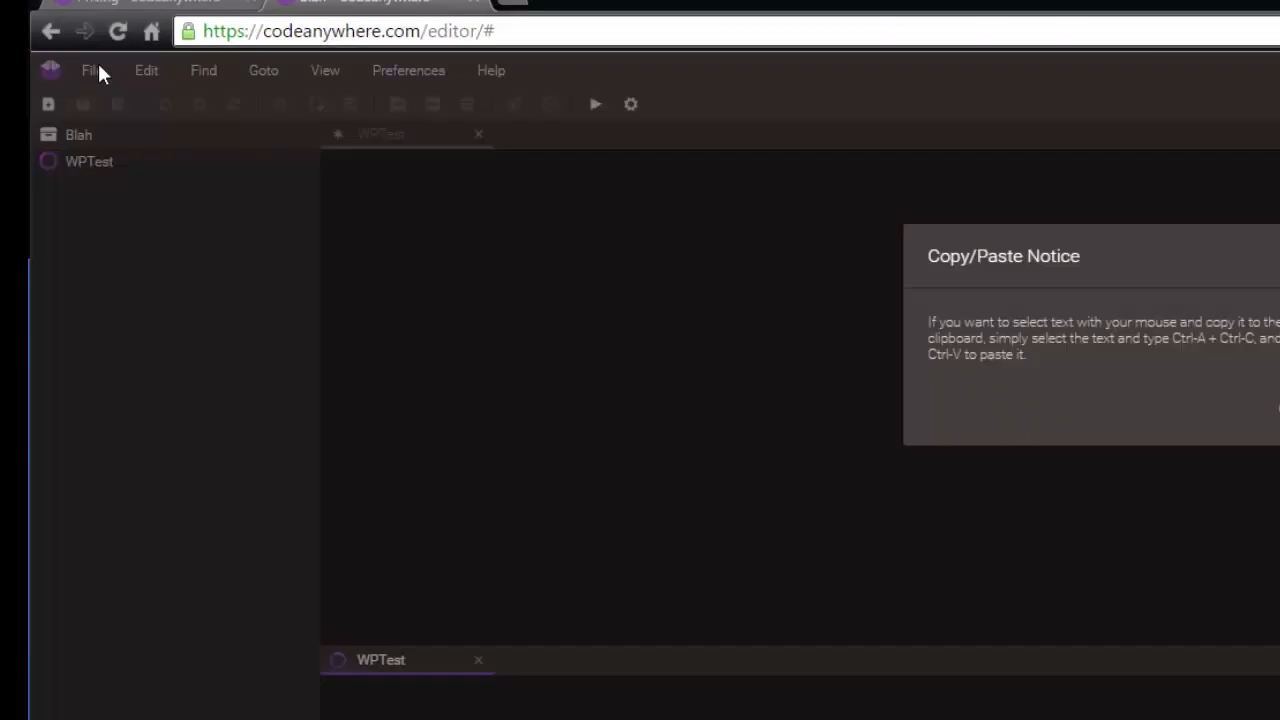 https://codeanywhere.com/editor/#
File Edit Find Goto View Preferences Help
Blah
WPTest
WPTest
Copy/Paste Notice
If you want to select text with your mouse and copy it to the
clipboard, simply select the text and type Ctrl-A + Ctrl-C, and
Ctrl-V to paste it.
WPTest